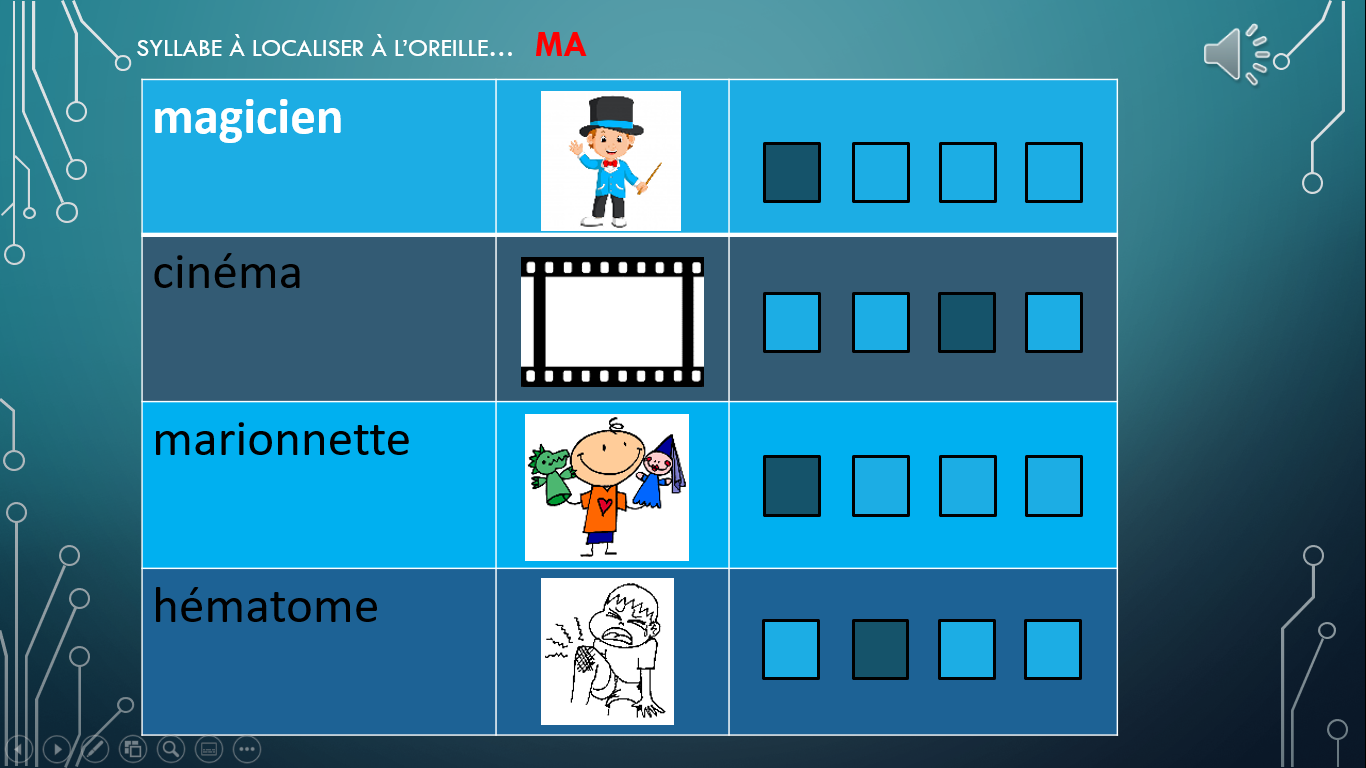 SYLLABE À LOCALISER À L'OREILLE... MA
magicien
cinéma
marionnette
hématome